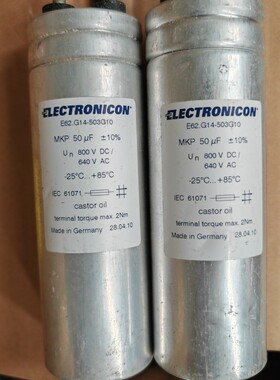 ELECTRONICON®
E62.G14-503G10
MKP 50 µF ±10%
Un 800 V DC /
640 V AC
-25°C...+85°C
IEC 61071
castor oil
terminal torque max. 2Nm
Made in Germany 28.04.10
ELECTRONICON®
E62.G14-503G10
MKP 50 µF ±10%
Un 800 V DC /
640 V AC
-25°C...+85°C
IEC 61071
castor oil
terminal torque max. 2Nm
Made in Germany 28.04.10